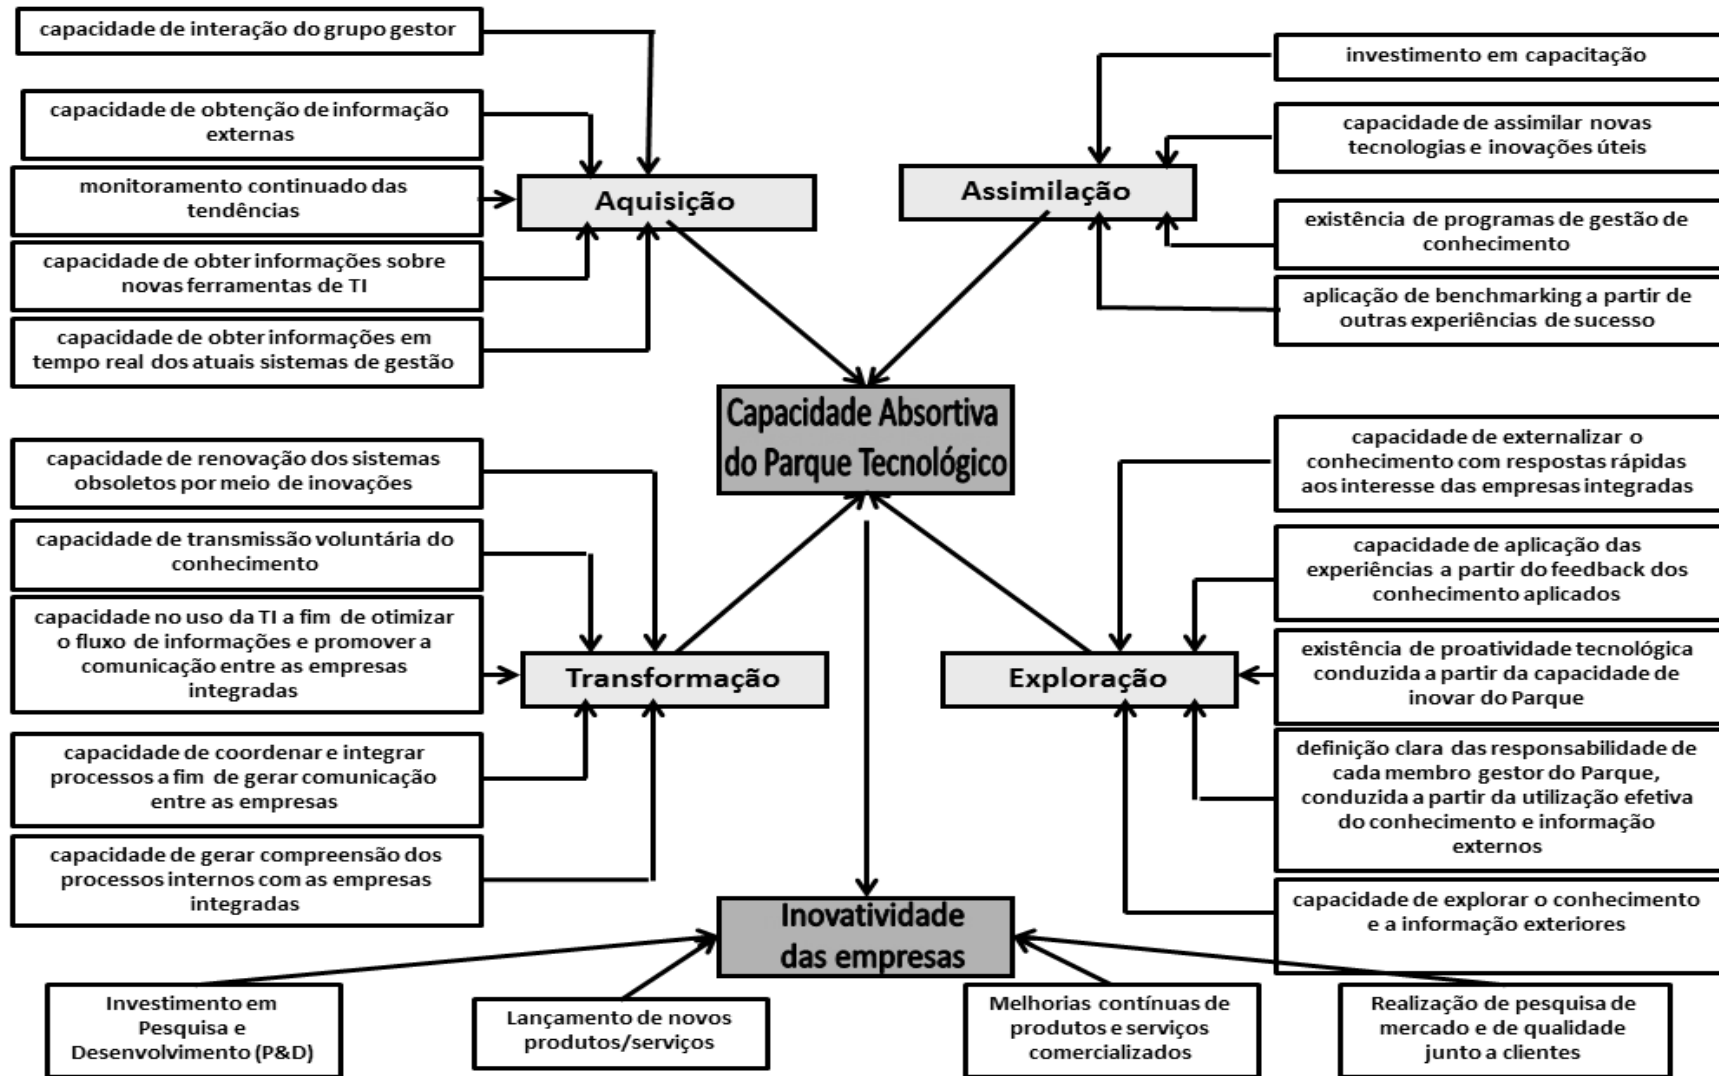 capacidade de interação do grupo gestor
capacidade de obtenção de informação
externas
monitoramento continuado das
tendências
capacidade de obter informações sobre
novas ferramentas de TI
capacidade de obter informações em
tempo real dos atuais sistemas de gestão
Aquisição
investimento em capacitação
capacidade de assimilar novas
tecnologias e inovações úteis
existência de programas de gestão de
conhecimento
aplicação de benchmarking a partir de
outras experiências de sucesso
Assimilação
Capacidade Absortiva
do Parque Tecnológico
capacidade de renovação dos sistemas
obsoletos por meio de inovações
capacidade de transmissão voluntária do
conhecimento
capacidade no uso da TI a fim de otimizar
o fluxo de informações e promover a
comunicação entre as empresas
integradas
capacidade de coordenar e integrar
processos a fim de gerar comunicação
entre as empresas
capacidade de gerar compreensão dos
processos internos com as empresas
integradas
Transformação
capacidade de externalizar o
conhecimento com respostas rápidas
aos interesse das empresas integradas
capacidade de aplicação das
experiências a partir do feedback dos
conhecimento aplicados
existência de proatividade tecnológica
conduzida a partir da capacidade de
inovar do Parque
definição clara das responsabilidade de
cada membro gestor do Parque,
conduzida a partir da utilização efetiva
do conhecimento e informação
externos
capacidade de explorar o conhecimento
e a informação exteriores
Exploração
Inovatividade
das empresas
Investimento em
Pesquisa e
Desenvolvimento (P&D)
Lançamento de novos
produtos/serviços
Melhorias contínuas de
produtos e serviços
comercializados
Realização de pesquisa de
mercado e de qualidade
junto a clientes